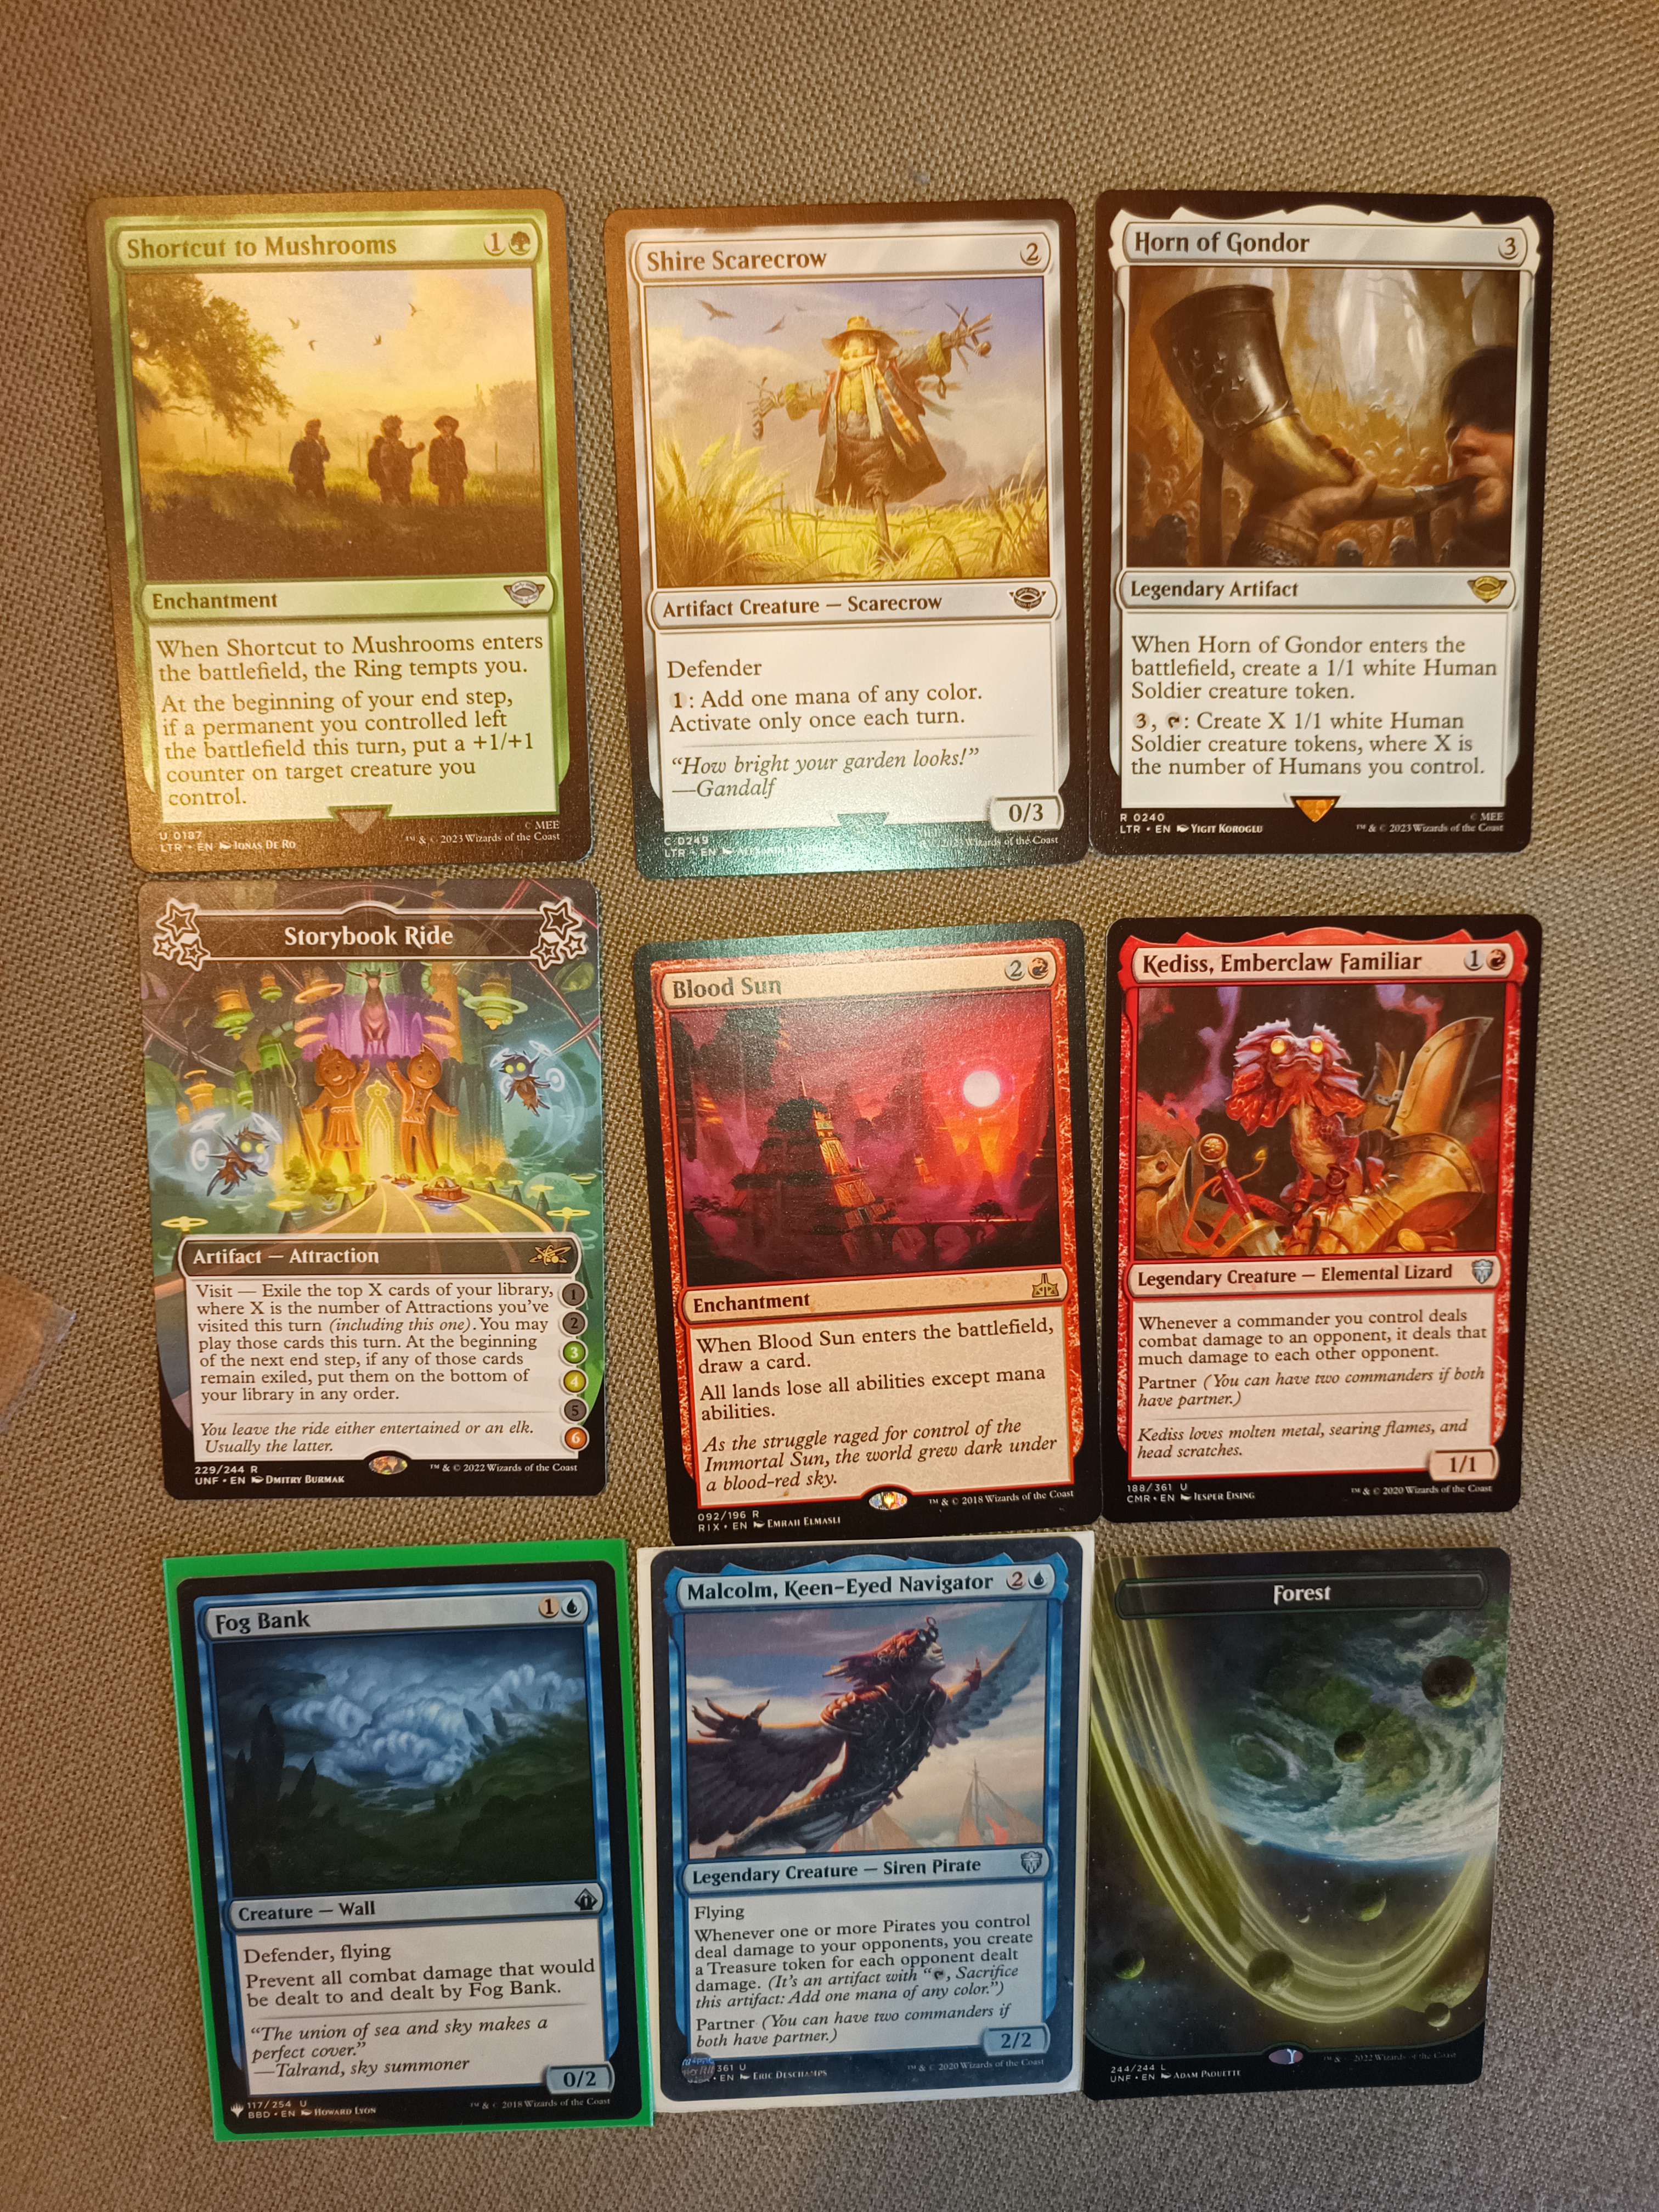 Shortcut to Mushrooms 1
Enchantment
When Shortcut to Mushrooms enters
the battlefield, the Ring tempts you.
At the beginning of your end step,
if a permanent you controlled left
the battlefield this turn, put a +1/+1
counter on target creature you
control.
U 0187
LTR • EN Jonas De Ro
© MEE
™ & © 2023 Wizards of the Coast
Shire Scarecrow 2
Artifact Creature — Scarecrow
Defender
1: Add one mana of any color.
Activate only once each turn.
“How bright your garden looks!”
—Gandalf
0/3
C 0249
LTR • EN
© 2023 Wizards of the Coast
Horn of Gondor 3
Legendary Artifact
When Horn of Gondor enters the
battlefield, create a 1/1 white Human
Soldier creature token.
3, : Create X 1/1 white Human
Soldier creature tokens, where X is
the number of Humans you control.
R 0240
LTR • EN Yigit Koroglu
© MEE
™ & © 2023 Wizards of the Coast
Storybook Ride
Artifact — Attraction
Visit — Exile the top X cards of your library,
where X is the number of Attractions you've
visited this turn (including this one). You may
play those cards this turn. At the beginning
of the next end step, if any of those cards
remain exiled, put them on the bottom of
your library in any order.
You leave the ride either entertained or an elk.
Usually the latter.
1
2
3
4
5
6
229/244 R
UNF • EN Dmitry Burmak
™ & © 2022 Wizards of the Coast
Blood Sun 2
Enchantment
When Blood Sun enters the battlefield,
draw a card.
All lands lose all abilities except mana
abilities.
As the struggle raged for control of the
Immortal Sun, the world grew dark under
a blood-red sky.
092/196 R
RIX • EN Emrah Elmasli
™ & © 2018 Wizards of the Coast
Kediss, Emberclaw Familiar 1
Legendary Creature — Elemental Lizard
Whenever a commander you control deals
combat damage to an opponent, it deals that
much damage to each other opponent.
Partner (You can have two commanders if both
have partner.)
Kediss loves molten metal, searing flames, and
head scratches.
1/1
188/361 U
CMR • EN Jesper Ejsing
™ & © 2020 Wizards of the Coast
Fog Bank 1
Creature — Wall
Defender, flying
Prevent all combat damage that would
be dealt to and dealt by Fog Bank.
“The union of sea and sky makes a
perfect cover.”
—Talrand, sky summoner
0/2
117/254 U
BBD • EN Howard Lyon
™ & © 2018 Wizards of the Coast
Malcolm, Keen-Eyed Navigator 2
Legendary Creature — Siren Pirate
Flying
Whenever one or more Pirates you control
deal damage to your opponents, you create
a Treasure token for each opponent dealt
damage. (It's an artifact with “, Sacrifice
this artifact: Add one mana of any color.”)
Partner (You can have two commanders if
both have partner.)
2/2
361 U
• EN Eric Deschamps
™ & © 2020 Wizards of the Coast
Forest
244/244 L
UNF • EN Adam Paquette
™ & © 2022 Wizards of the Coast